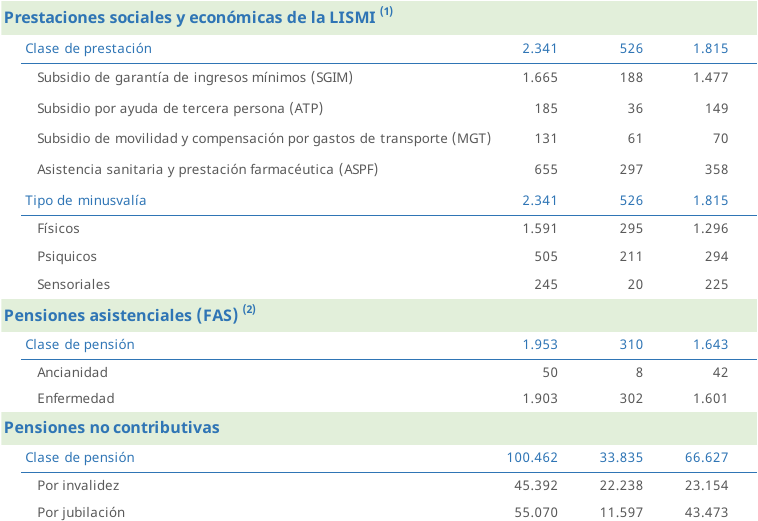 Prestaciones sociales y económicas de la LISMI (1)
Clase de prestación 2.341 526 1.815
Subsidio de garantía de ingresos mínimos (SGIM) 1.665 188 1.477
Subsidio por ayuda de tercera persona (ATP) 185 36 149
Subsidio de movilidad y compensación por gastos de transporte (MGT) 131 61 70
Asistencia sanitaria y prestación farmacéutica (ASPF) 655 297 358
Tipo de minusvalía 2.341 526 1.815
Físicos 1.591 295 1.296
Psiquicos 505 211 294
Sensoriales 245 20 225
Pensiones asistenciales (FAS) (2)
Clase de pensión 1.953 310 1.643
Ancianidad 50 8 42
Enfermedad 1.903 302 1.601
Pensiones no contributivas
Clase de pensión 100.462 33.835 66.627
Por invalidez 45.392 22.238 23.154
Por jubilación 55.070 11.597 43.473